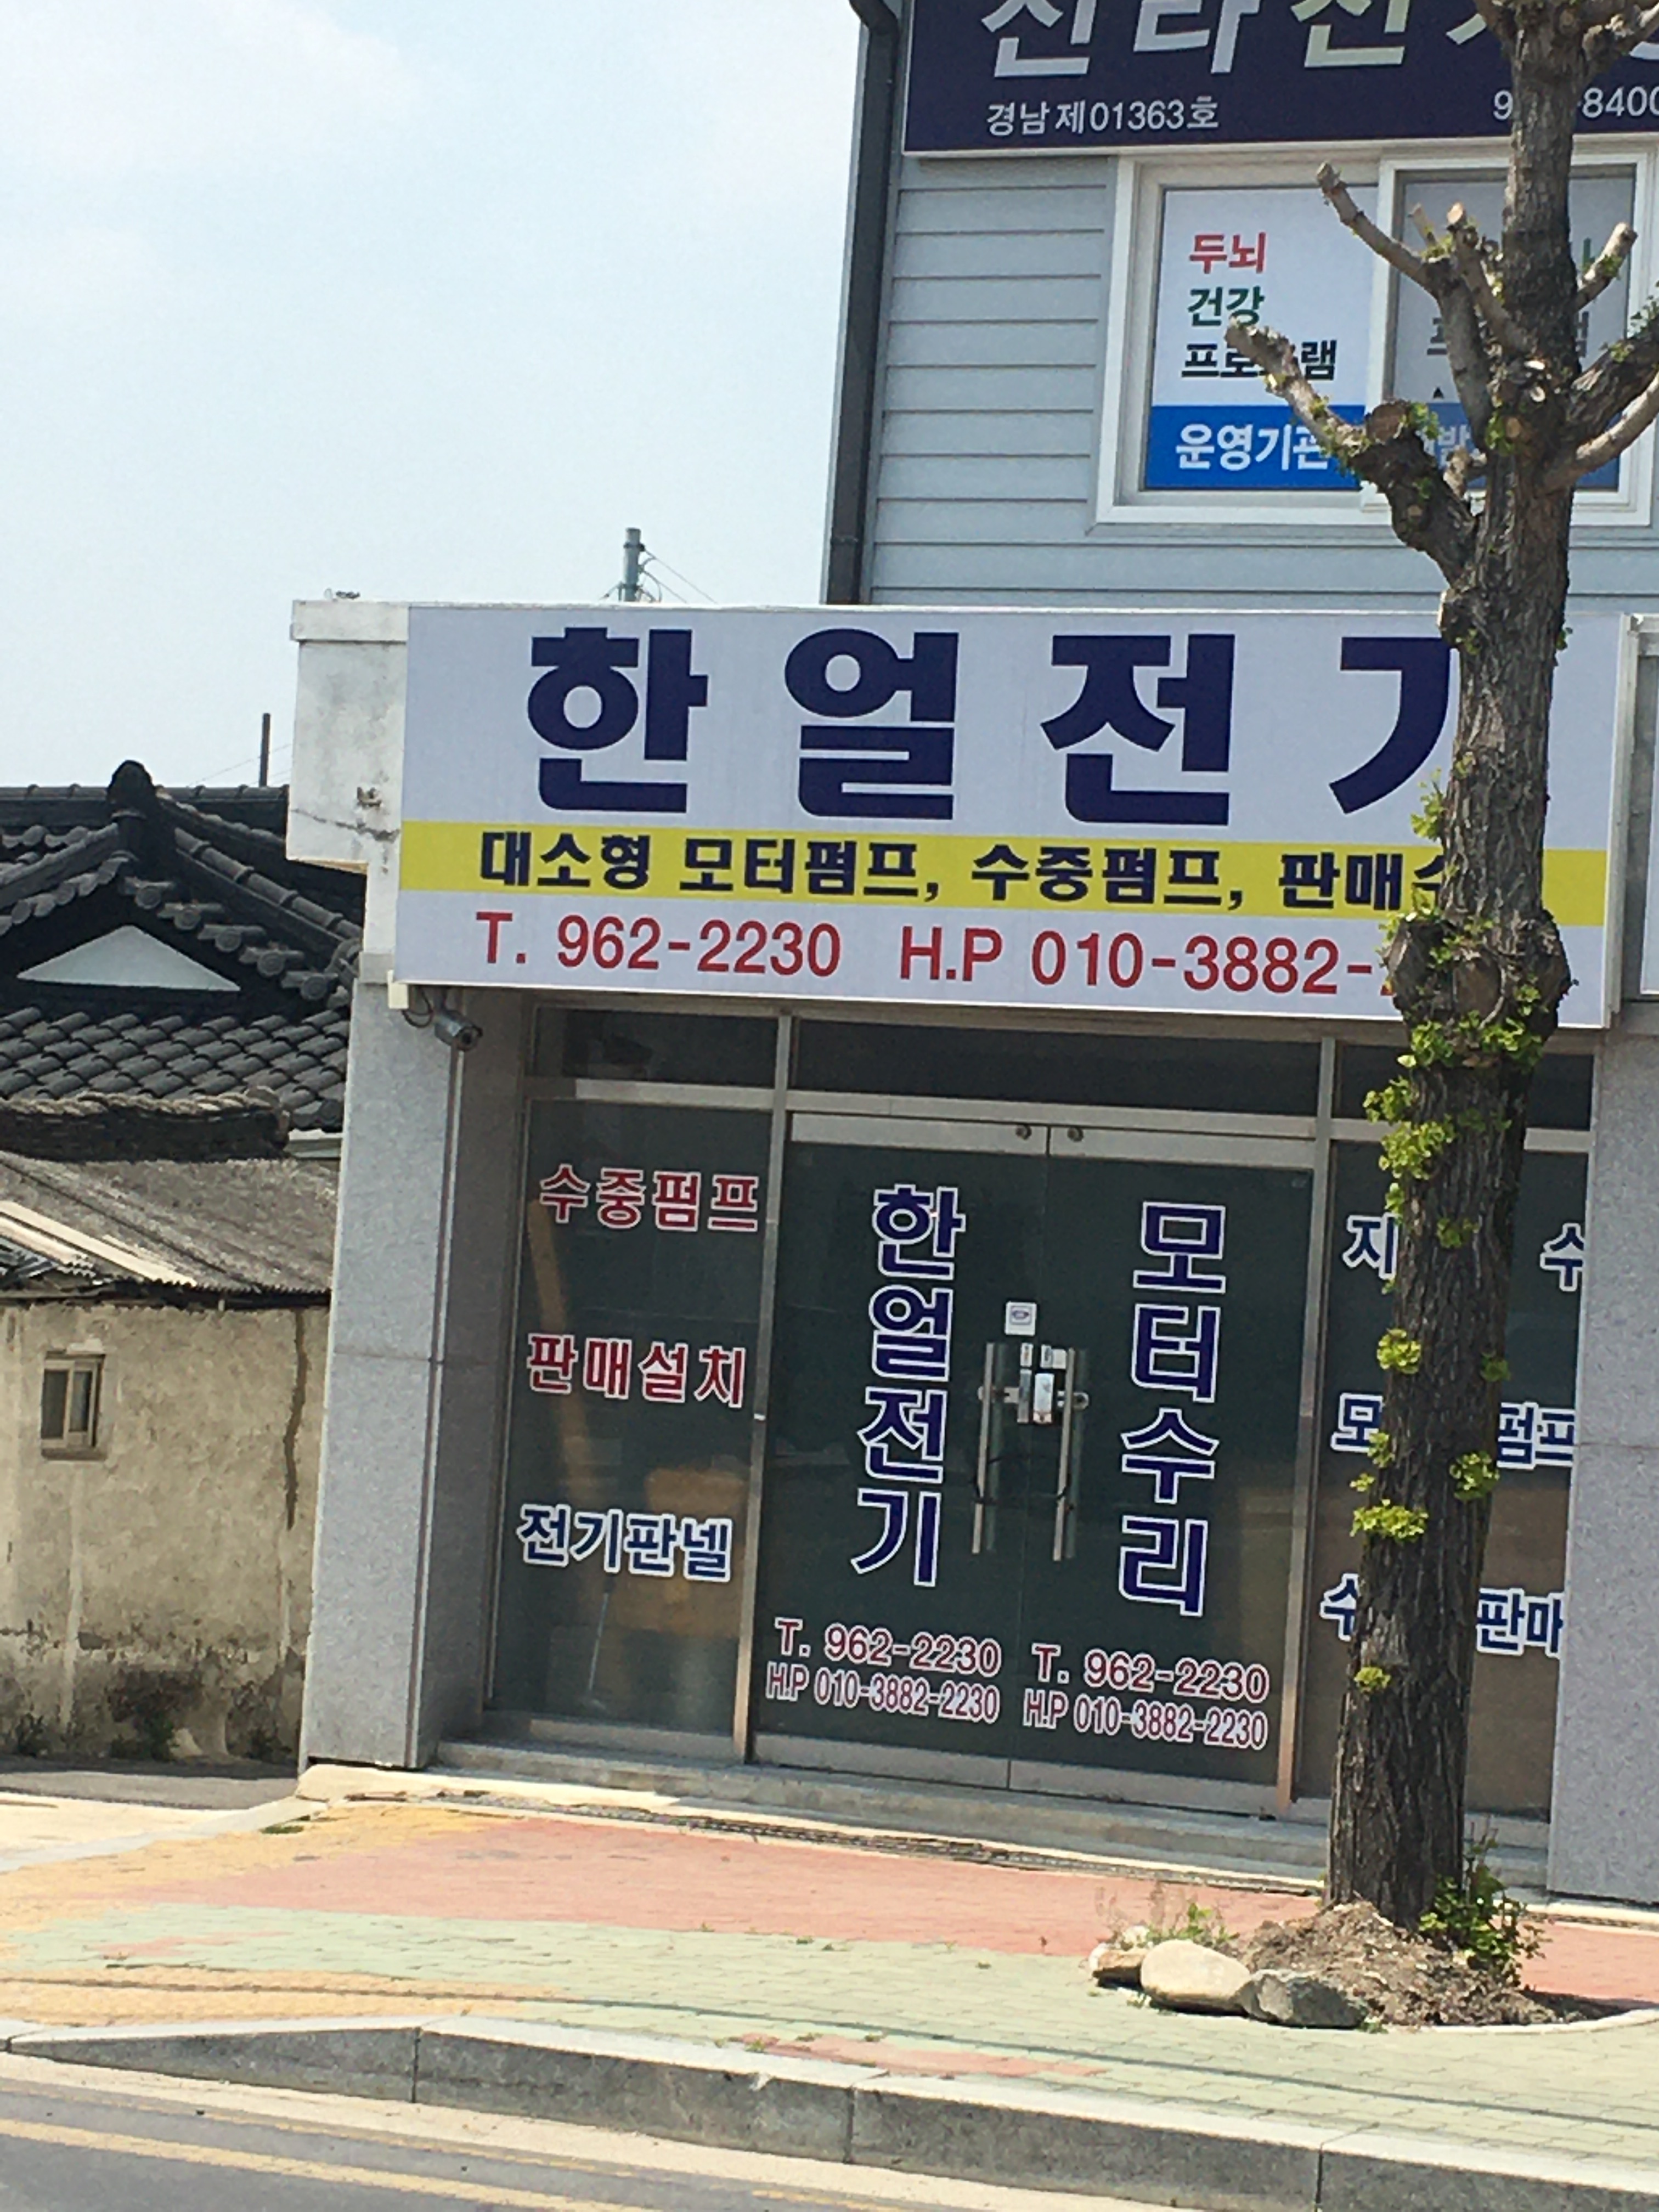 경남제01363호
두뇌
건강
운영기관
한얼전기
대소형 모터펌프, 수중펌프, 판매
T. 962-2230 H.P 010-3882-
수중펌프
판매설치
전기판넬
한얼전기
모터수리
T. 962-2230
H.P 010-3882-2230
T. 962-2230
H.P 010-3882-2230
펌프
판매